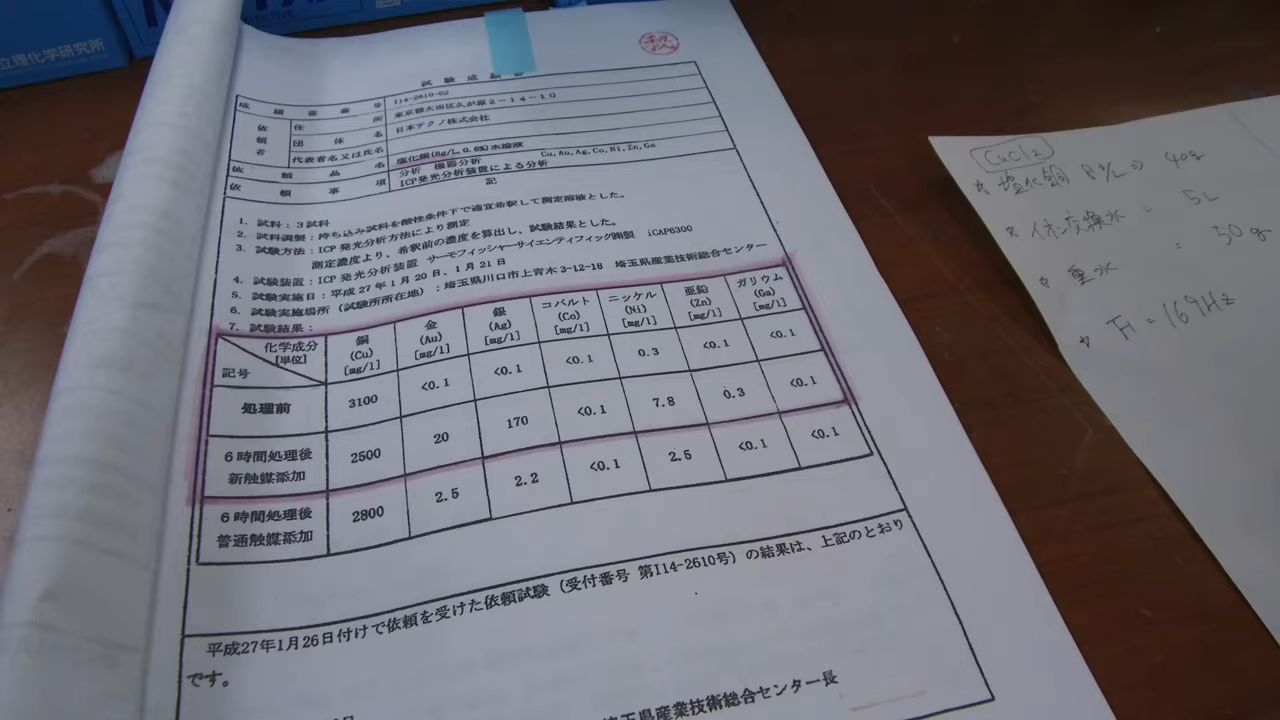 立理化学研究所
秘
試験成績書
成績番号 I14-2610-02
依頼者 住所 東京都大田区久が原2-14-10
団体名 日本テクノ株式会社
代表者名又は氏名
依頼品名 塩化銅(8g/L,0.8%)水溶液
依頼事項 分析 機器分析 Cu,Au,Ag,Co,Ni,Zn,Ga
ICP発光分析装置による分析
記
1. 試料：3試料
2. 試料調製：持ち込み試料を酸性条件下で適宜希釈して測定溶液とした。
3. 試験方法：ICP発光分析方法により測定
測定濃度より、希釈前の濃度を算出し、試験結果とした。
4. 試験装置：ICP発光分析装置 サーモフィッシャーサイエンティフィック㈱製 iCAP6300
5. 試験実施日：平成27年1月20日、1月21日
6. 試験実施場所（試験所所在地）：埼玉県川口市上青木3-12-18 埼玉県産業技術総合センター
7. 試験結果：
化学成分 [単位] 記号 銅 (Cu) [mg/l] 金 (Au) [mg/l] 銀 (Ag) [mg/l] コバルト (Co) [mg/l] ニッケル (Ni) [mg/l] 亜鉛 (Zn) [mg/l] ガリウム (Ga) [mg/l]
処理前 3100 <0.1 <0.1 <0.1 0.3 <0.1 <0.1
6時間処理後 新触媒添加 2500 20 170 <0.1 7.8 0.3 <0.1
6時間処理後 普通触媒添加 2800 2.5 2.2 <0.1 2.5 <0.1 <0.1
平成27年1月26日付けで依頼を受けた依頼試験（受付番号 第I14-2610号）の結果は、上記のとおり
です。
埼玉県産業技術総合センター長
CuCl2
塩化銅 8g/L ⇒ 40g
交換水 = 5L
重水 = 50g
= 169Hz